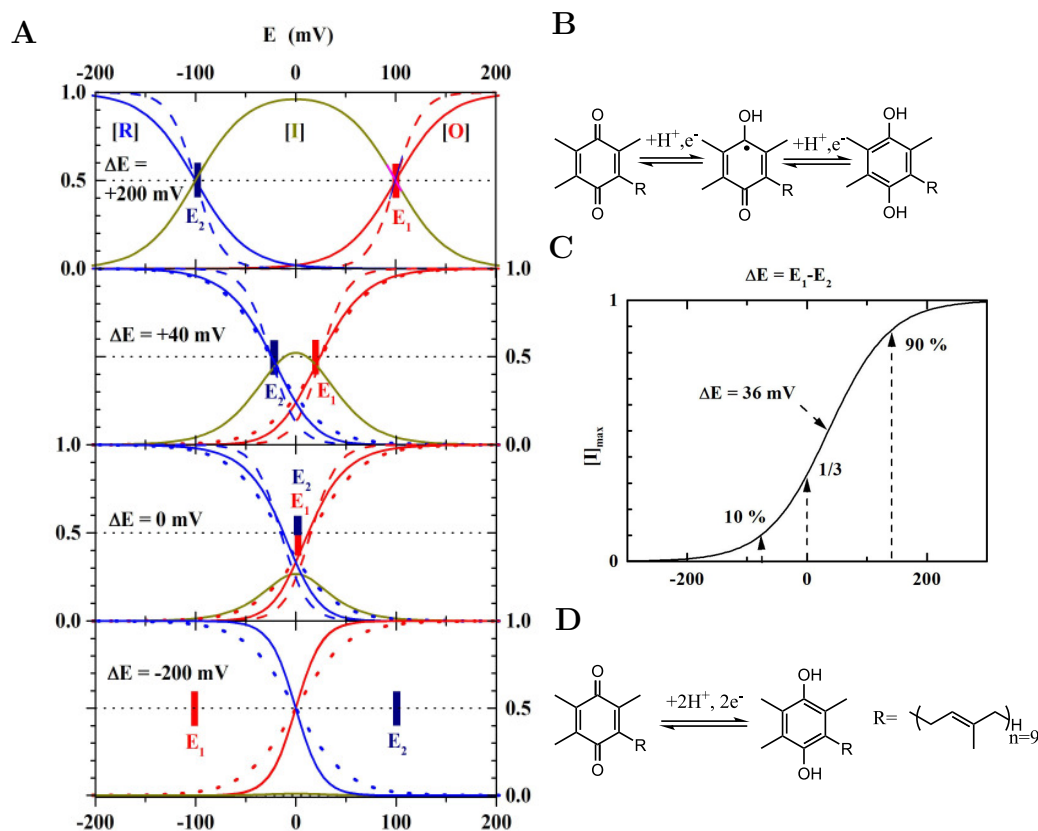 A
E (mV)
-200 -100 0 100 200
1.0
[R] [I] [O]
ΔE =
+200 mV
0.5
E₂ E₁
0.0 1.0
ΔE = +40 mV
0.5
E₂ E₁
1.0 0.0
E₂
E₁
ΔE = 0 mV
0.5
0.0 1.0
ΔE = -200 mV
0.5
E₁ E₂
0.0
-200 -100 0 100 200
B
O
R
O
+H⁺,e⁻
OH
R
O
+H⁺,e⁻
OH
R
OH
C
ΔE = E₁-E₂
1
90 %
ΔE = 36 mV
[I]max
1/3
10 %
0
-200 0 200
D
O
R
O
+2H⁺, 2e⁻
OH
R
OH
R= ( )H
n=9